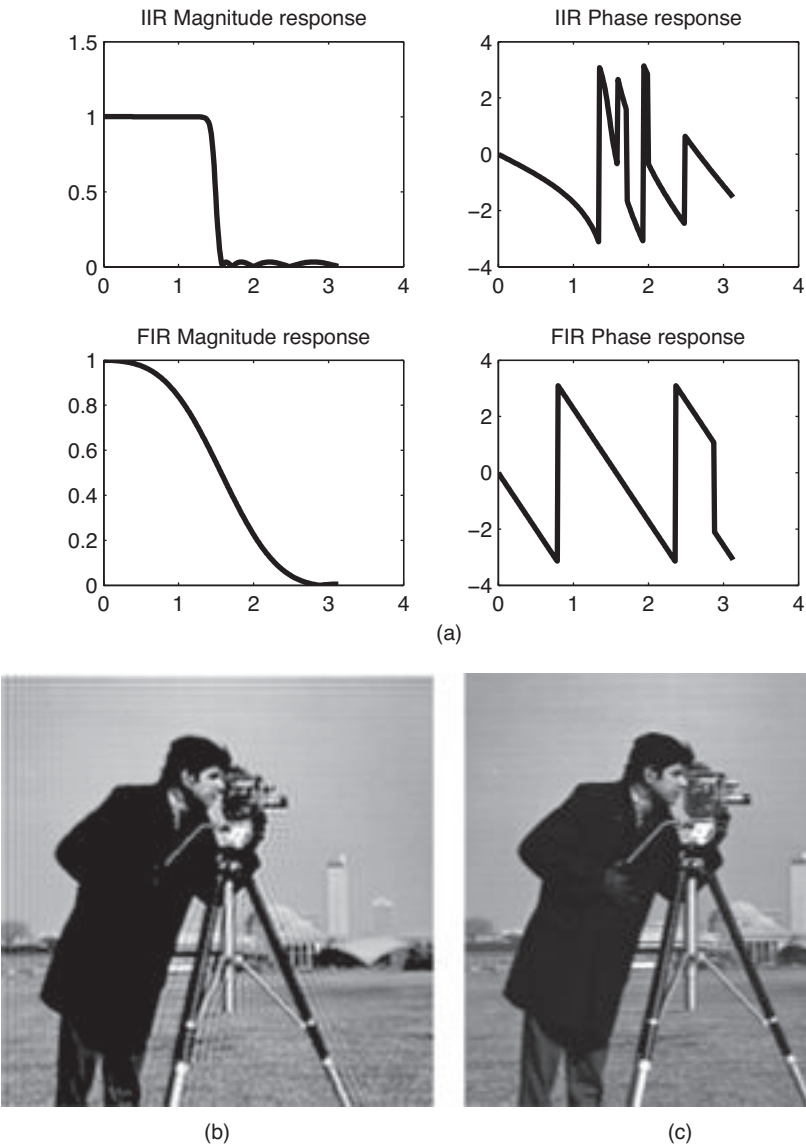 IIR Magnitude response
1.5
1
0.5
0
0 1 2 3 4
IIR Phase response
4
2
0
−2
−4
0 1 2 3 4
FIR Magnitude response
1
0.8
0.6
0.4
0.2
0
0 1 2 3 4
FIR Phase response
4
2
0
−2
−4
0 1 2 3 4
(a)
(b)
(c)